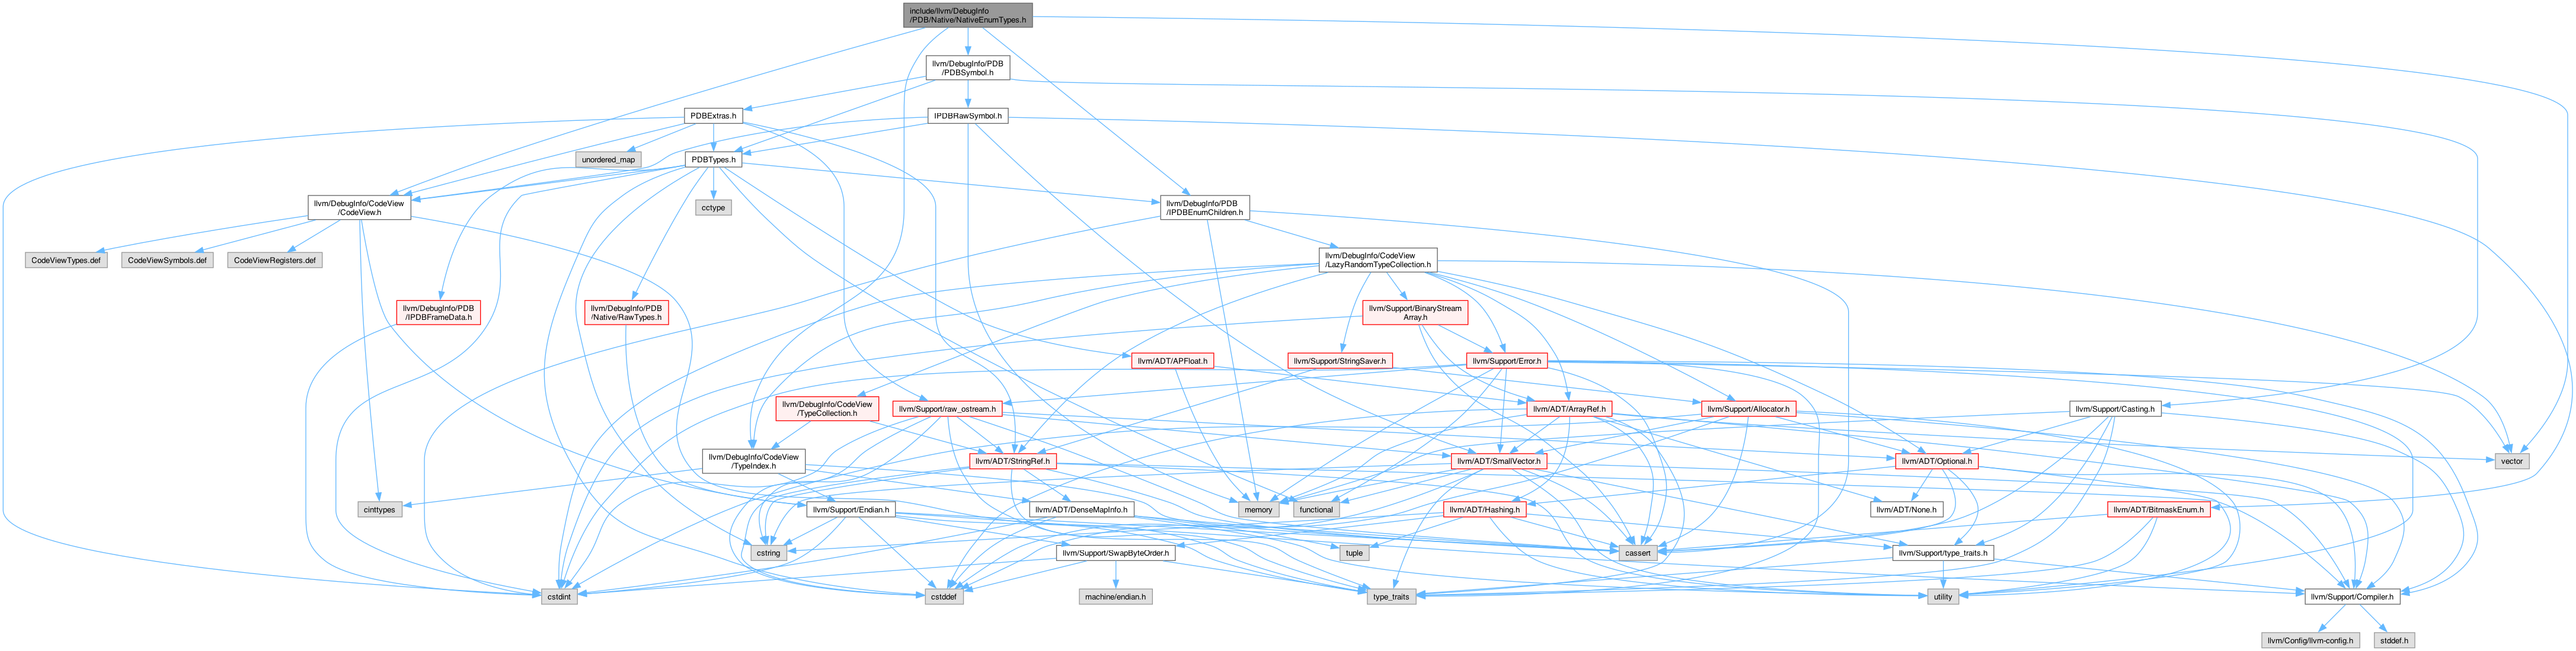 include/llvm/DebugInfo
/PDB/Native/NativeEnumTypes.h
llvm/DebugInfo/PDB
/PDBSymbol.h
PDBExtras.h
IPDBRawSymbol.h
unordered_map
PDBTypes.h
llvm/DebugInfo/CodeView
/CodeView.h
cctype
llvm/DebugInfo/PDB
/IPDBEnumChildren.h
CodeViewTypes.def
CodeViewSymbols.def
CodeViewRegisters.def
llvm/DebugInfo/CodeView
/LazyRandomTypeCollection.h
llvm/DebugInfo/PDB
/IPDBFrameData.h
llvm/DebugInfo/PDB
/Native/RawTypes.h
llvm/Support/BinaryStream
Array.h
llvm/ADT/APFloat.h
llvm/Support/StringSaver.h
llvm/Support/Error.h
llvm/DebugInfo/CodeView
/TypeCollection.h
llvm/Support/raw_ostream.h
llvm/ADT/ArrayRef.h
llvm/Support/Allocator.h
llvm/Support/Casting.h
llvm/DebugInfo/CodeView
/TypeIndex.h
llvm/ADT/StringRef.h
llvm/ADT/SmallVector.h
llvm/ADT/Optional.h
vector
cinttypes
llvm/Support/Endian.h
llvm/ADT/DenseMapInfo.h
memory
functional
llvm/ADT/Hashing.h
llvm/ADT/None.h
llvm/ADT/BitmaskEnum.h
cstring
llvm/Support/SwapByteOrder.h
tuple
cassert
llvm/Support/type_traits.h
cstdint
cstddef
machine/endian.h
type_traits
utility
llvm/Support/Compiler.h
llvm/Config/llvm-config.h
stddef.h